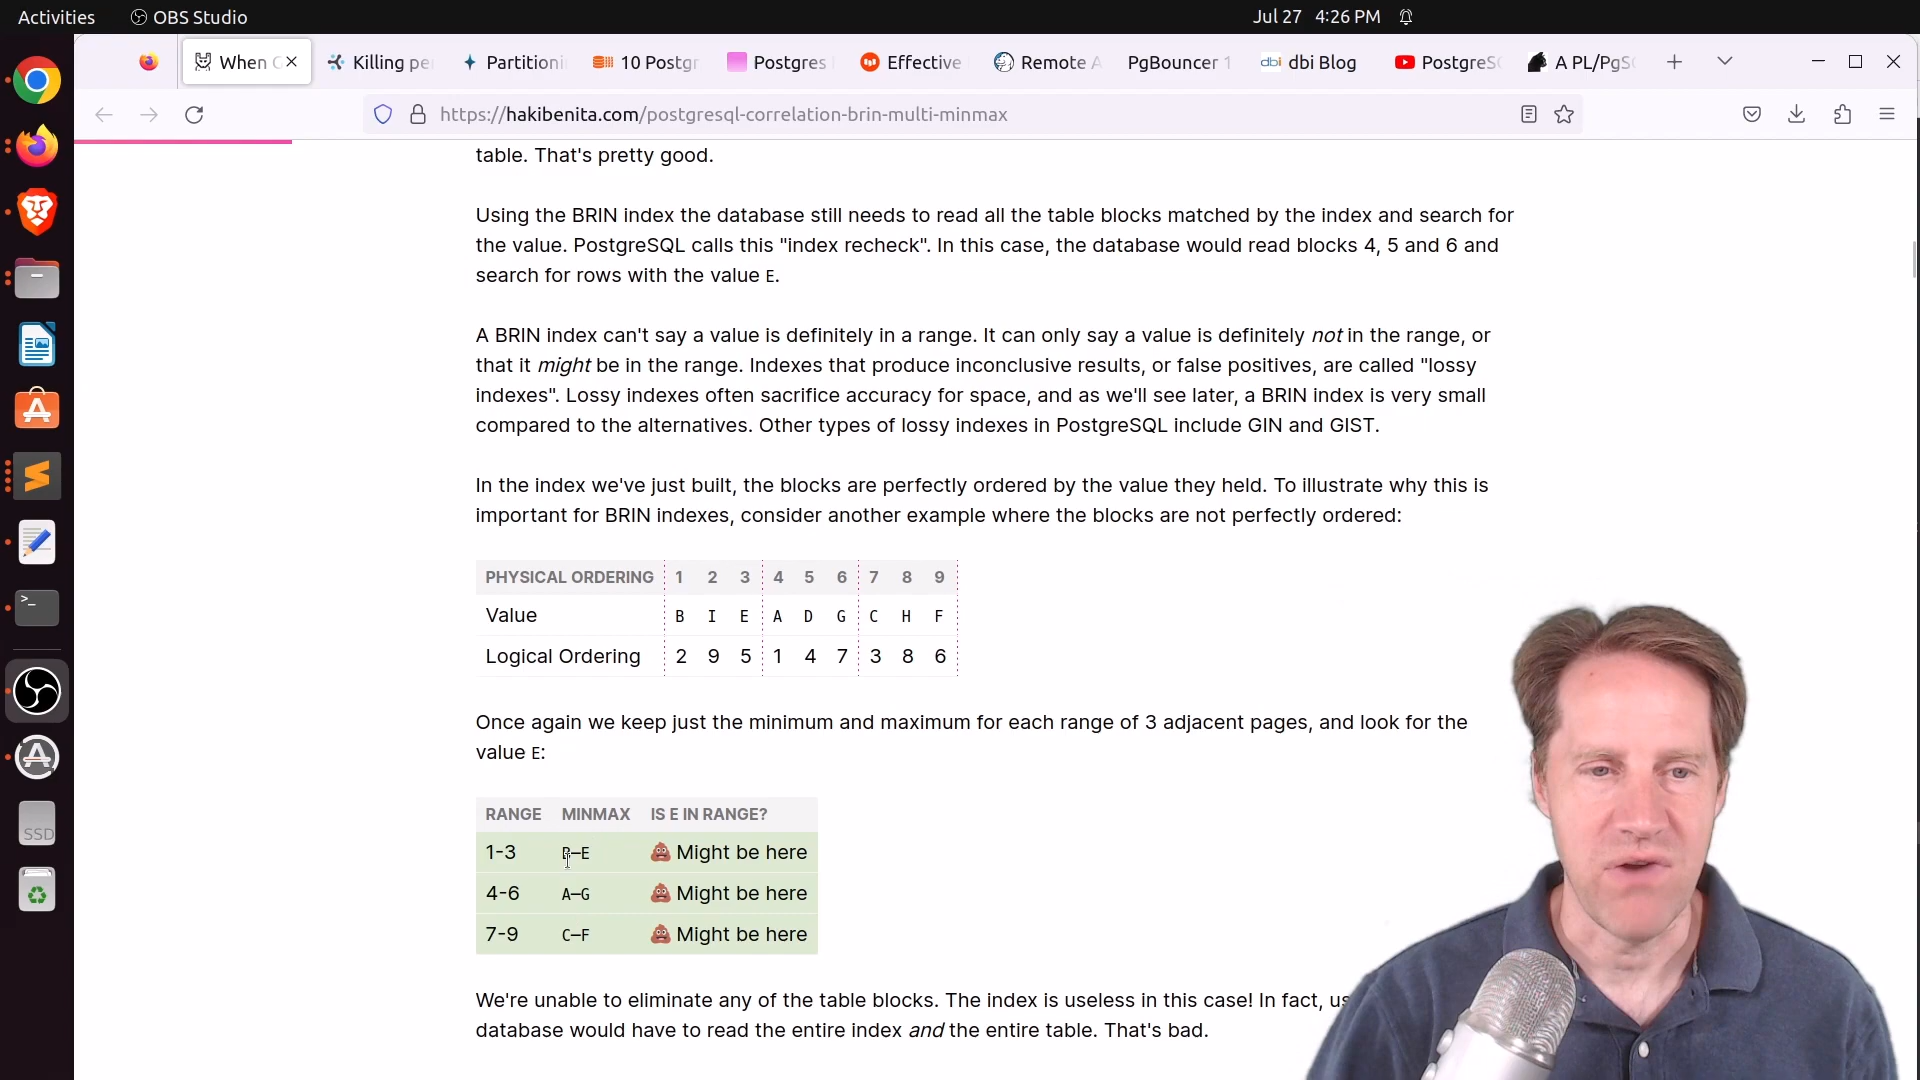 Activities OBS Studio Jul 27 4:26 PM
When Killing pe Partitioni 10 Postgr Postgres Effective Remote A PgBouncer 1 dbi dbi Blog PostgreS A PL/PgS
https://hakibenita.com/postgresql-correlation-brin-multi-minmax
table. That's pretty good.
Using the BRIN index the database still needs to read all the table blocks matched by the index and search for
the value. PostgreSQL calls this "index recheck". In this case, the database would read blocks 4, 5 and 6 and
search for rows with the value E.
A BRIN index can't say a value is definitely in a range. It can only say a value is definitely not in the range, or
that it might be in the range. Indexes that produce inconclusive results, or false positives, are called "lossy
indexes". Lossy indexes often sacrifice accuracy for space, and as we'll see later, a BRIN index is very small
compared to the alternatives. Other types of lossy indexes in PostgreSQL include GIN and GIST.
In the index we've just built, the blocks are perfectly ordered by the value they held. To illustrate why this is
important for BRIN indexes, consider another example where the blocks are not perfectly ordered:
PHYSICAL ORDERING 1 2 3 4 5 6 7 8 9
Value B I E A D G C H F
Logical Ordering 2 9 5 1 4 7 3 8 6
Once again we keep just the minimum and maximum for each range of 3 adjacent pages, and look for the
value E:
RANGE MINMAX IS E IN RANGE?
1-3 B–E Might be here
4-6 A–G Might be here
7-9 C–F Might be here
We're unable to eliminate any of the table blocks. The index is useless in this case! In fact, us
database would have to read the entire index and the entire table. That's bad.
SSD